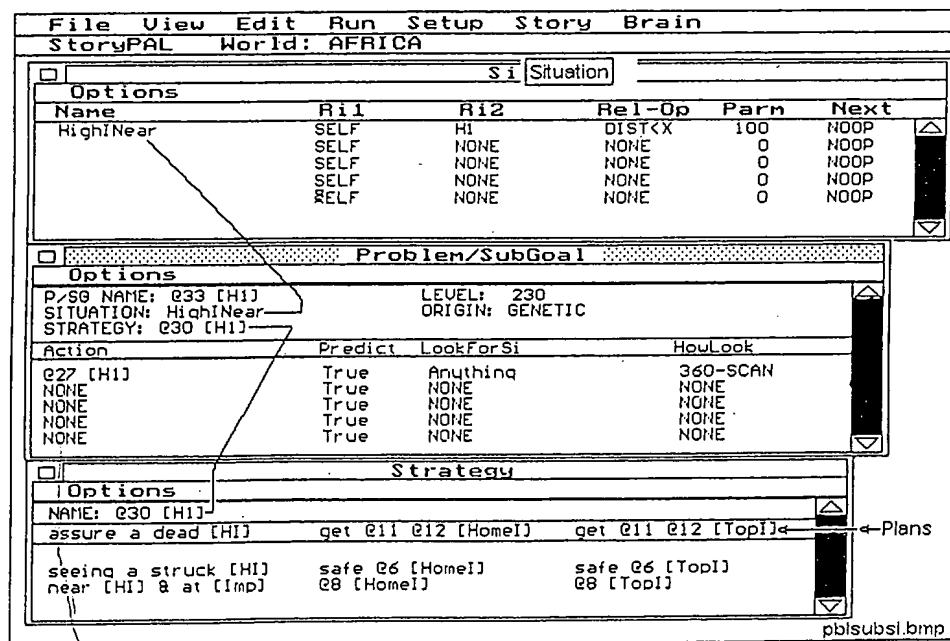 File View Edit Run Setup Story Brain
StoryPAL World: AFRICA
Si Situation
Options
Name Ri1 Ri2 Rel-Op Parm Next
HighINear SELF H1 DIST<X 100 NOOP
SELF NONE NONE 0 NOOP
SELF NONE NONE 0 NOOP
SELF NONE NONE 0 NOOP
SELF NONE NONE 0 NOOP
Problem/SubGoal
Options
P/SG NAME: @33 [H1] LEVEL: 230
SITUATION: HighINear ORIGIN: GENETIC
STRATEGY: @30 [H1]
Action Predict LookForSi HowLook
@27 [H1] True Anything 360-SCAN
NONE True NONE NONE
NONE True NONE NONE
NONE True NONE NONE
NONE True NONE NONE
Strategy
Options
NAME: @30 [H1]
assure a dead [HI] get @11 @12 [HomeI] get @11 @12 [TopI] Plans
seeing a struck [HI] safe @6 [HomeI] safe @6 [TopI]
near [HI] & at [Imp] @8 [HomeI] @8 [TopI]
pblsubsi.bmp